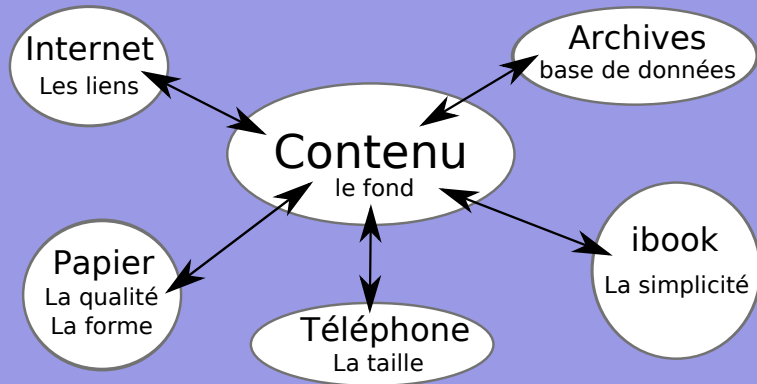 Internet
Les liens
Archives
base de données
Contenu
le fond
Papier
La qualité
La forme
Téléphone
La taille
ibook
La simplicité